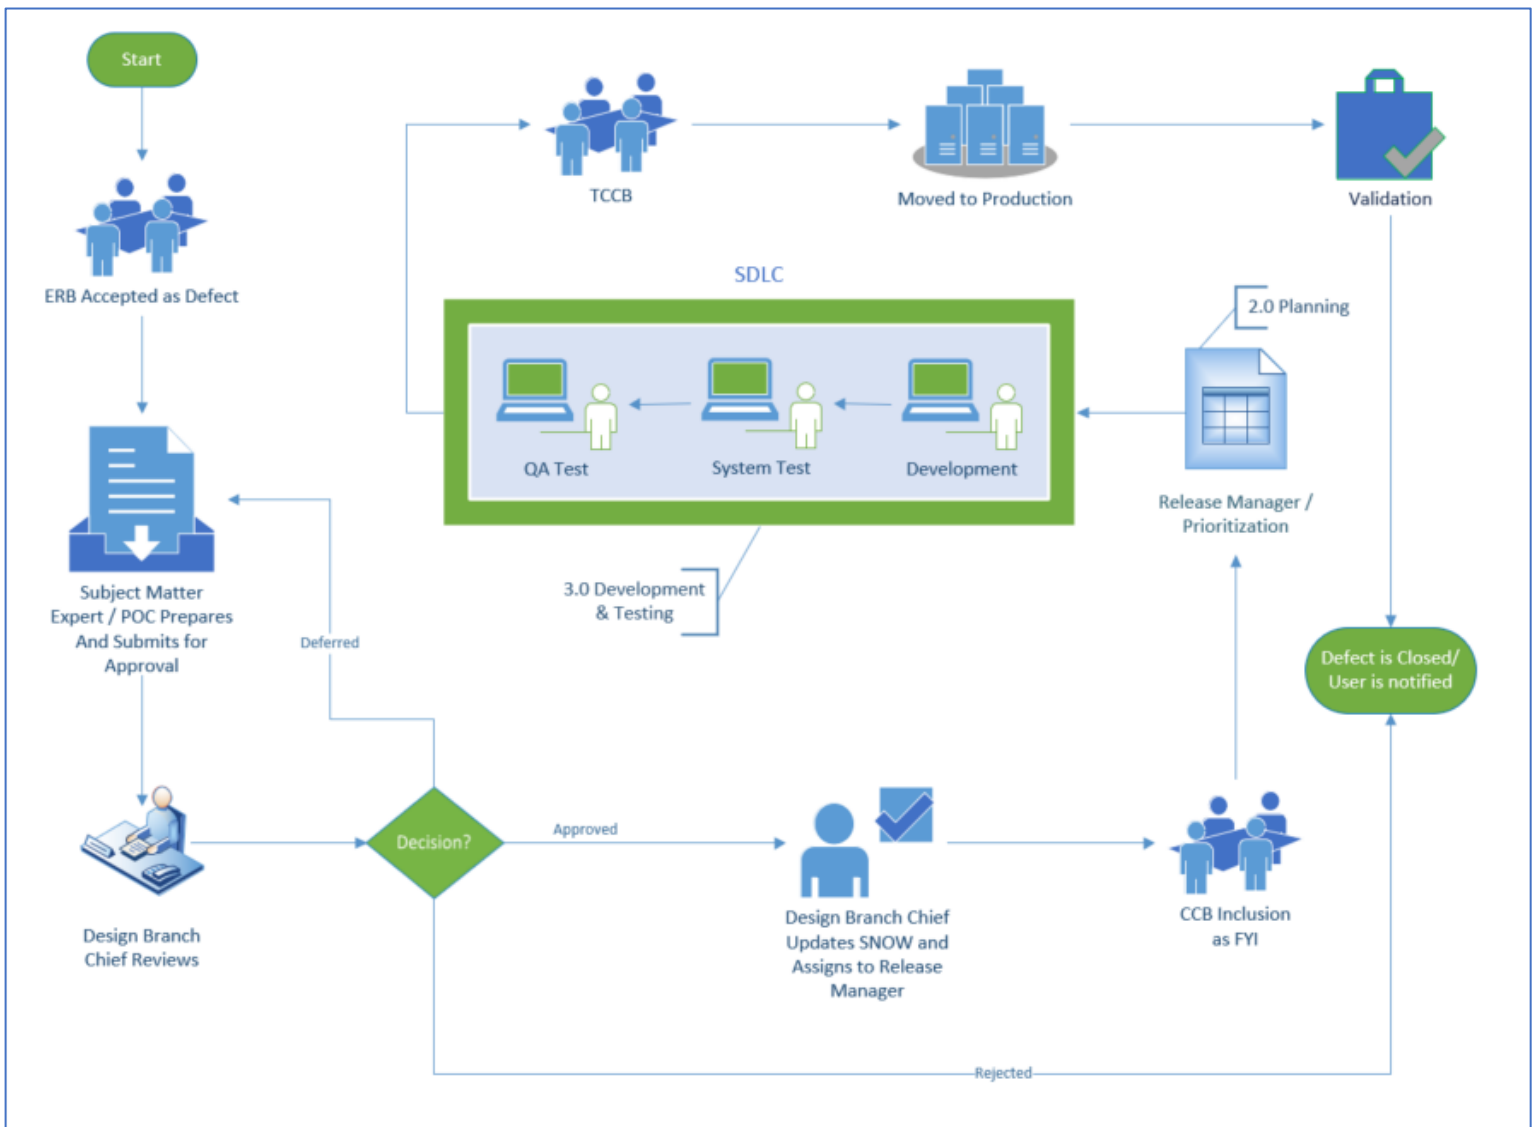 Start
ERB Accepted as Defect
Subject Matter
Expert / POC Prepares
And Submits for
Approval
Design Branch
Chief Reviews
Decision?
Deferred
Approved
Rejected
Design Branch Chief
Updates SNOW and
Assigns to Release
Manager
CCB Inclusion
as FYI
Release Manager /
Prioritization
2.0 Planning
SDLC
Development
System Test
QA Test
3.0 Development
& Testing
TCCB
Moved to Production
Validation
Defect is Closed/
User is notified